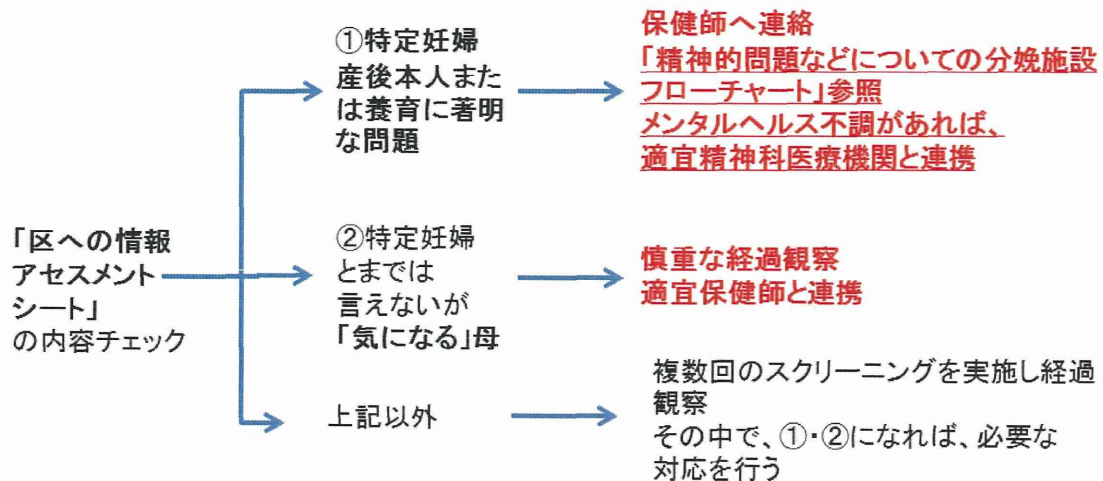 「区への情報
アセスメント
シート」
の内容チェック
①特定妊婦
産後本人また
は養育に著明
な問題
保健師へ連絡
「精神的問題などについての分娩施設
フローチャート」参照
メンタルヘルス不調があれば、
適宜精神科医療機関と連携
②特定妊婦
とまでは
言えないが
「気になる」母
慎重な経過観察
適宜保健師と連携
上記以外
複数回のスクリーニングを実施し経過
観察
その中で、①・②になれば、必要な
対応を行う